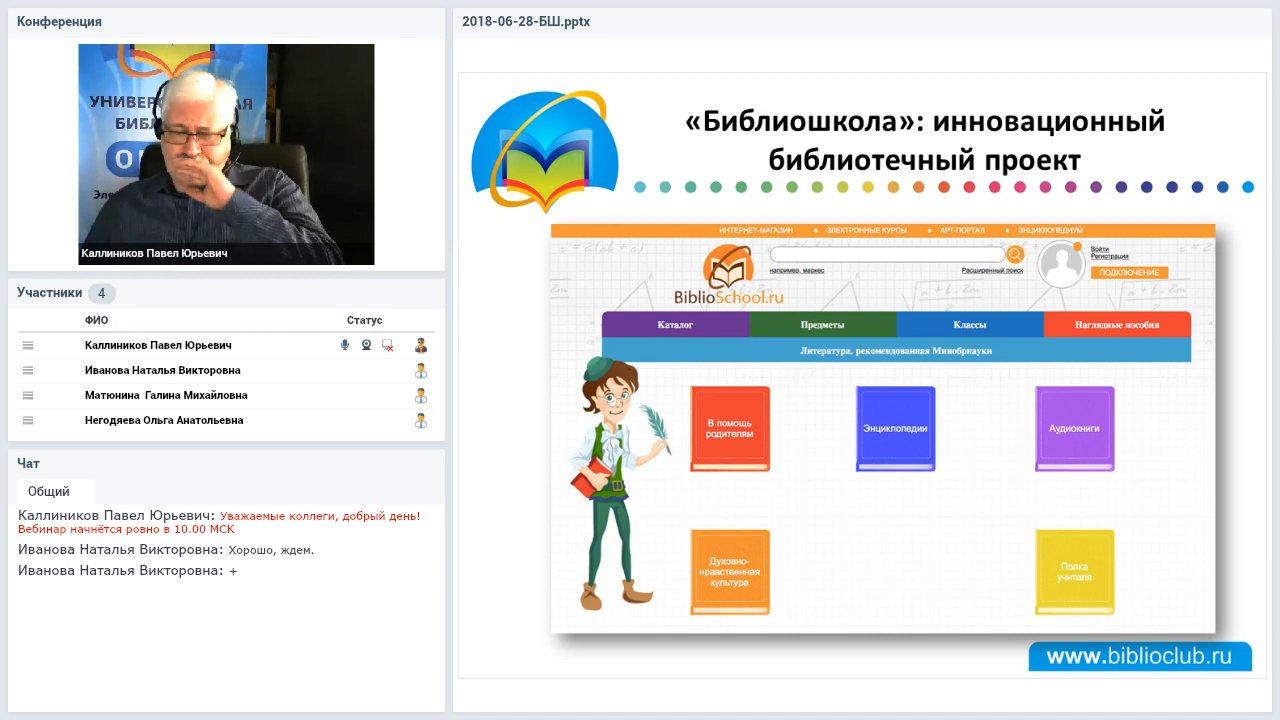 Конференция
УНИВЕР
АЯ
Каллиников Павел Юрьевич
Участники 4
ФИО Статус
Каллиников Павел Юрьевич
Иванова Наталья Викторовна
Матюнина Галина Михайловна
Негодяева Ольга Анатольевна
Чат
Общий
Каллиников Павел Юрьевич: Уважаемые коллеги, добрый день!
Вебинар начнётся ровно в 10.00 МСК
Иванова Наталья Викторовна: Хорошо, ждем.
Иванова Наталья Викторовна: +
2018-06-28-БШ.pptx
«Библиошкола»: инновационный
библиотечный проект
ИНТЕРНЕТ-МАГАЗИН • ЭЛЕКТРОННЫЕ КУРСЫ • АРТ-ПОРТАЛ • ЭНЦИКЛОПЕДИУМ
BiblioSchool.ru
например, маркес
Расширенный поиск
Войти
Регистрация
ПОДКЛЮЧЕНИЕ
Каталог Предметы Классы Наглядные пособия
Литература, рекомендованная Минобрнауки
В помощь
родителям
Энциклопедии
Аудиокниги
Духовно-
нравственная
культура
Полка
учителя
www.biblioclub.ru